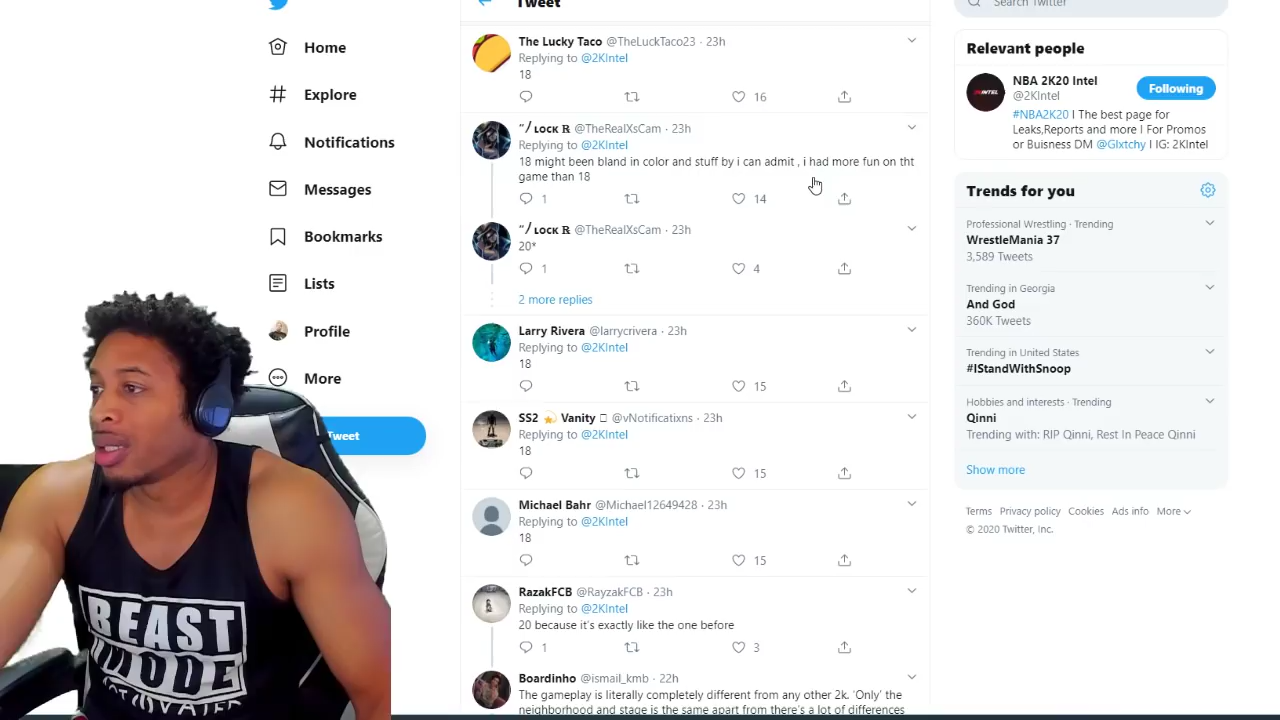 Tweet
Home
Explore
Notifications
Messages
Bookmarks
Lists
Profile
More
Tweet
BEAST
MODE
The Lucky Taco @TheLuckTaco23 · 23h
Replying to @2KIntel
18
16
"/ ʟᴏᴄᴋ ℝ @TheRealXsCam · 23h
Replying to @2KIntel
18 might been bland in color and stuff by i can admit , i had more fun on tht
game than 18
1 14
"/ ʟᴏᴄᴋ ℝ @TheRealXsCam · 23h
20*
1 4
2 more replies
Larry Rivera @larrycrivera · 23h
Replying to @2KIntel
18
15
SS2 💫 Vanity @vNotificatixns · 23h
Replying to @2KIntel
18
15
Michael Bahr @Michael12649428 · 23h
Replying to @2KIntel
18
15
RazakFCB @RayzakFCB · 23h
Replying to @2KIntel
20 because it's exactly like the one before
1 3
Boardinho @ismail_kmb · 22h
The gameplay is literally completely different from any other 2k. 'Only' the
neighborhood and stage is the same apart from there's a lot of differences
Search Twitter
Relevant people
NBA 2K20 Intel
@2KIntel
Following
#NBA2K20 I The best page for
Leaks,Reports and more I For Promos
or Buisness DM @Glxtchy I IG: 2KIntel
Trends for you
Professional Wrestling · Trending
WrestleMania 37
3,589 Tweets
Trending in Georgia
And God
360K Tweets
Trending in United States
#IStandWithSnoop
Hobbies and interests · Trending
Qinni
Trending with: RIP Qinni, Rest In Peace Qinni
Show more
Terms Privacy policy Cookies Ads info More
© 2020 Twitter, Inc.